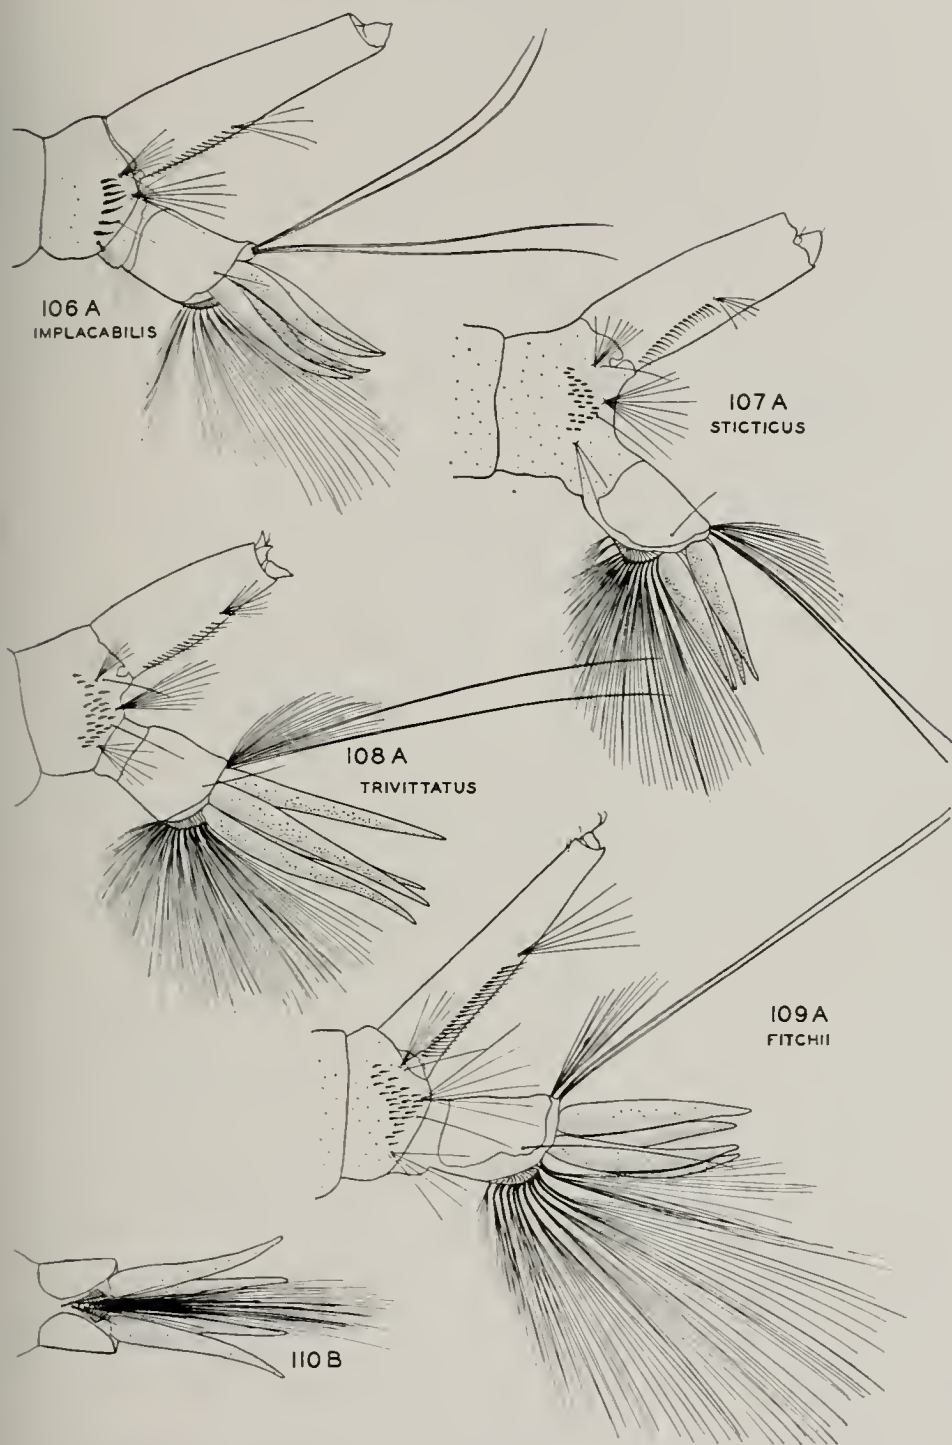 106 A
IMPLACABILIS
107 A
STICTICUS
108 A
TRIVITTATUS
109 A
FITCHII
110 B